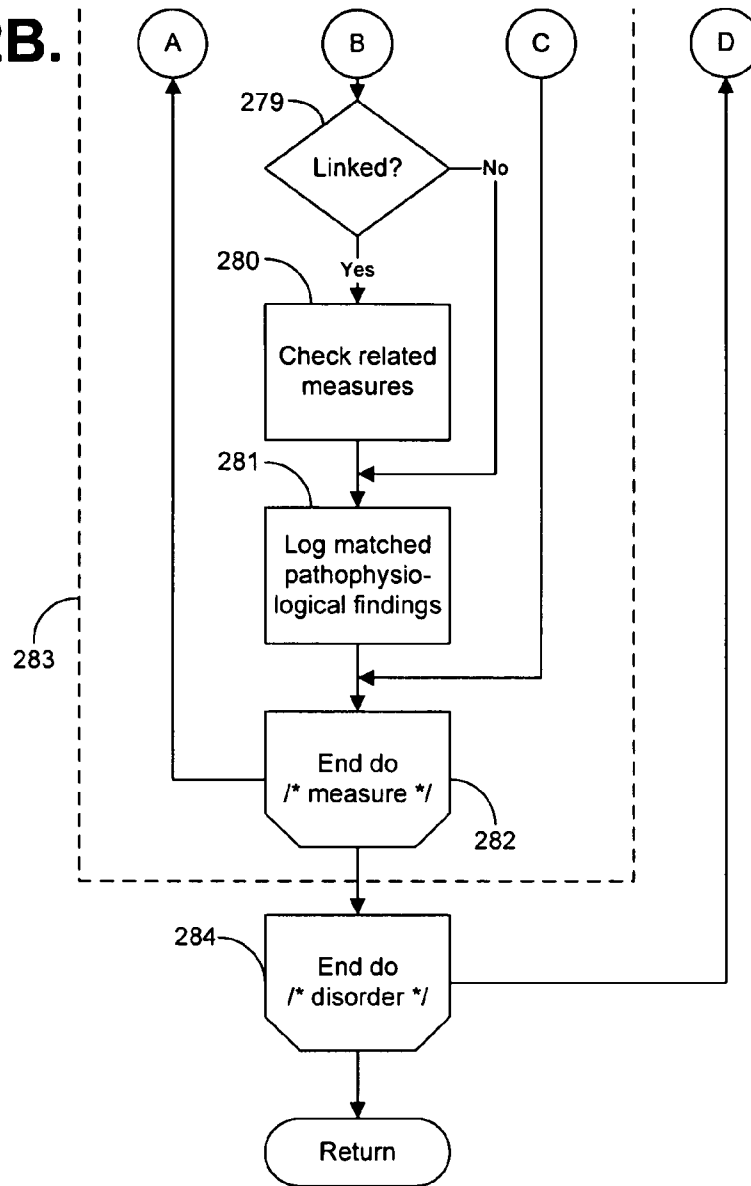 2B.
A
B
C
D
279
Linked?
No
Yes
280
Check related
measures
281
Log matched
pathophysio-
logical findings
283
End do
/* measure */
282
284
End do
/* disorder */
Return